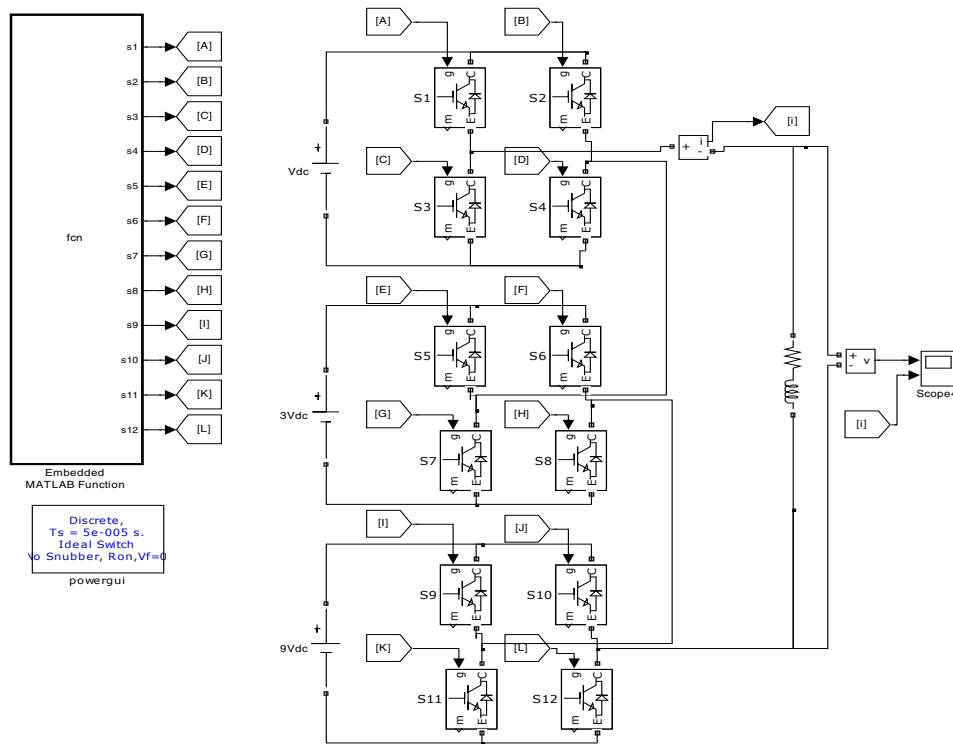 fcn
s1 [A]
s2 [B]
s3 [C]
s4 [D]
s5 [E]
s6 [F]
s7 [G]
s8 [H]
s9 [I]
s10 [J]
s11 [K]
s12 [L]
Embedded
MATLAB Function
Discrete,
Ts = 5e-005 s.
Ideal Switch
No Snubber, Ron,Vf=0
powergui
[A] [B]
g C g C
S1 S2
m E m E
+
Vdc
[C] [D]
g C g C
S3 S4
m E m E
+ i -
[i]
[E] [F]
g C g C
S5 S6
m E m E
+
3Vdc
[G] [H]
g C g C
S7 S8
m E m E
+ - v
Scope4
[i]
[I] [J]
g C g C
S9 S10
m E m E
+
9Vdc
[K] [L]
g C g C
S11 S12
m E m E